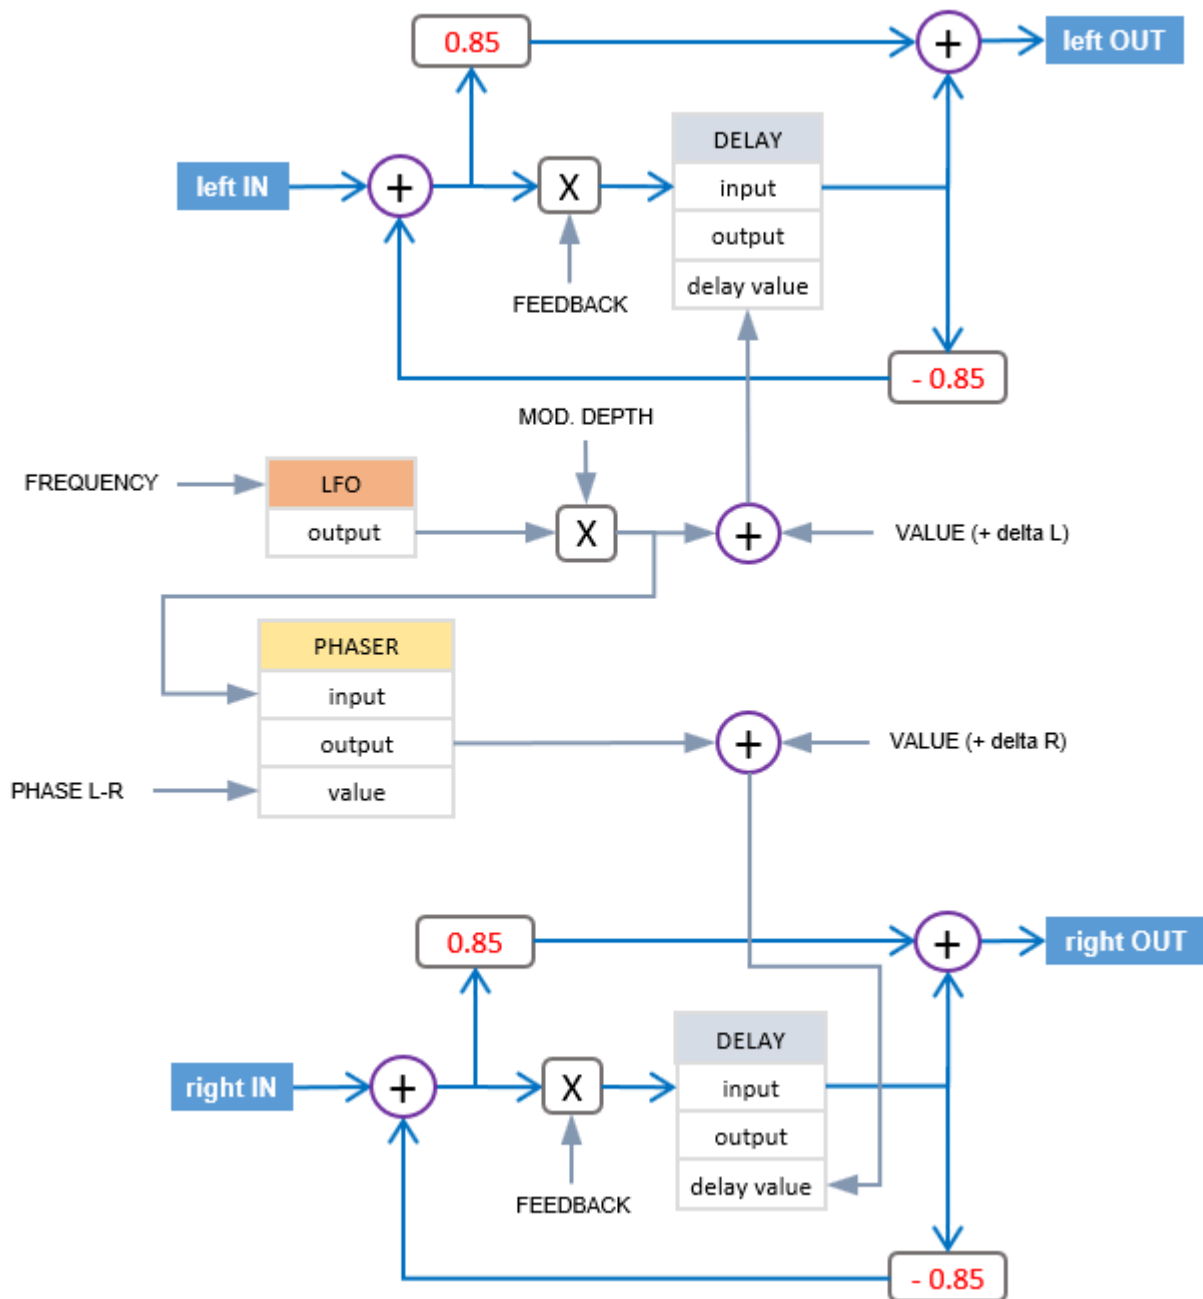 0.85
+
left OUT
DELAY
left IN
+
X
input
output
delay value
FEEDBACK
- 0.85
MOD. DEPTH
FREQUENCY
LFO
output
X
+
VALUE (+ delta L)
PHASER
input
output
+
VALUE (+ delta R)
PHASE L-R
value
0.85
+
right OUT
DELAY
right IN
+
X
input
output
delay value
FEEDBACK
- 0.85